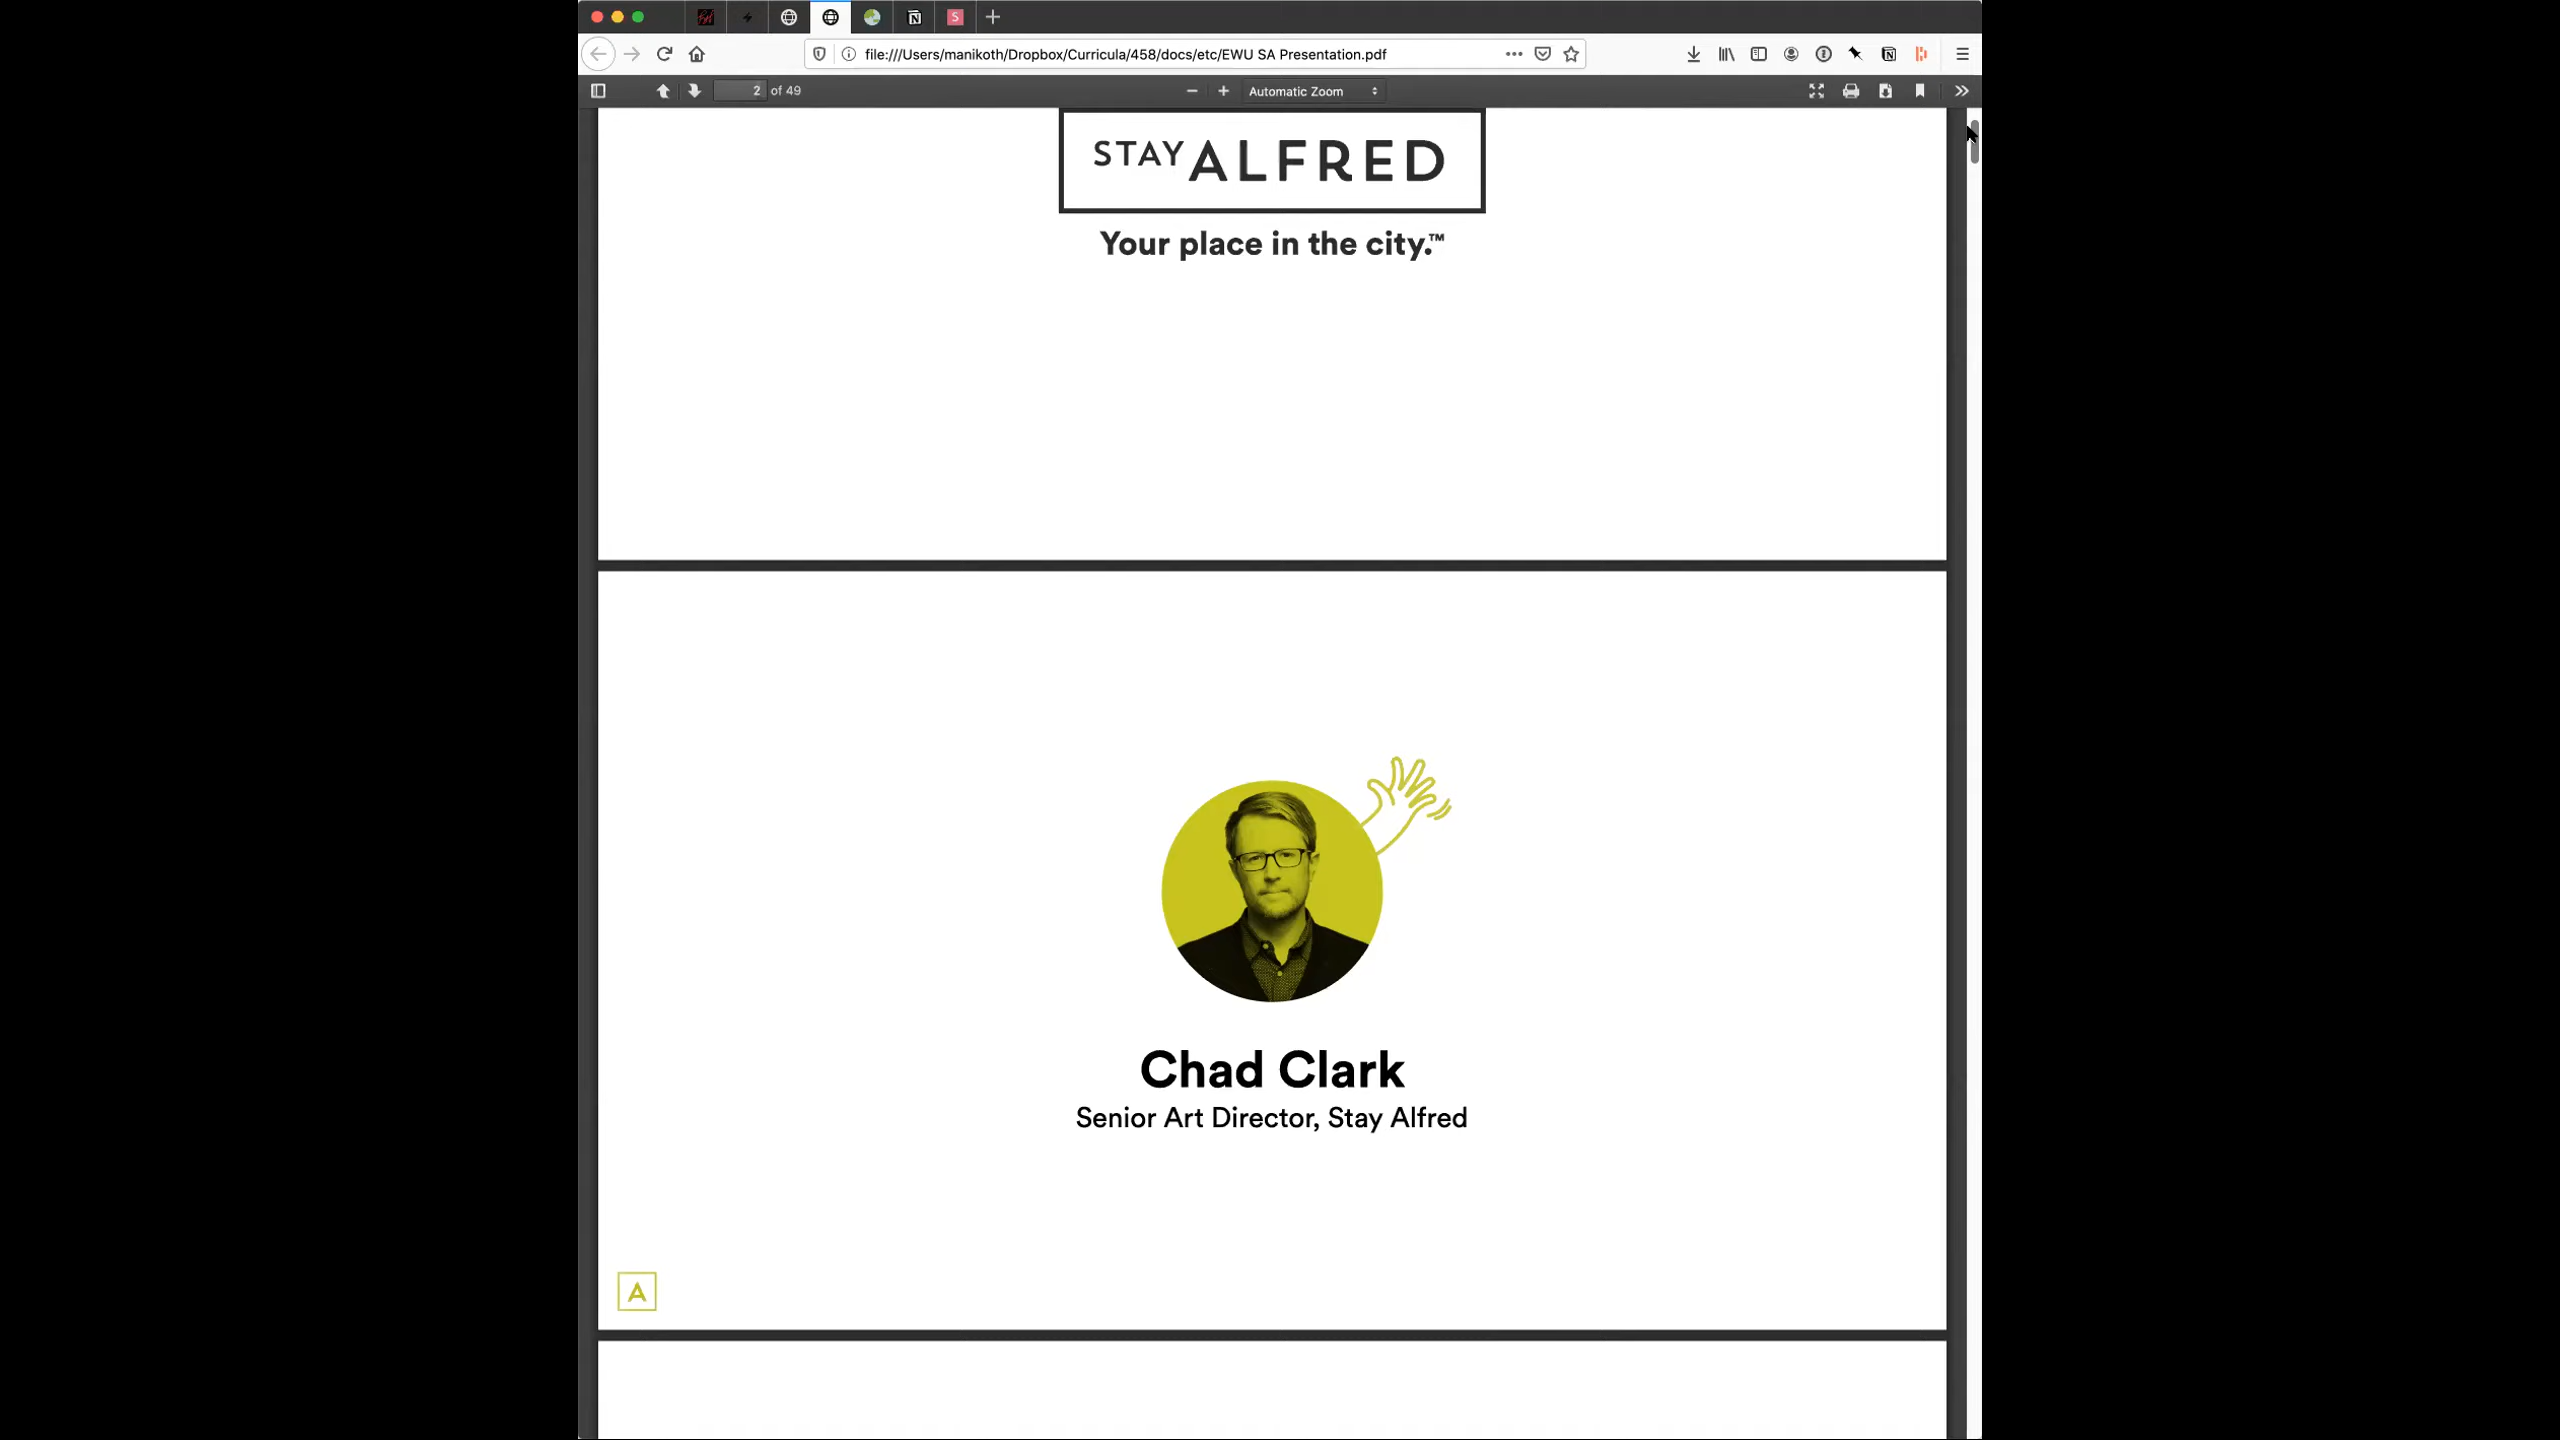 S
file:///Users/manikoth/Dropbox/Curricula/458/docs/etc/EWU SA Presentation.pdf
2 of 49
Automatic Zoom
STAY ALFRED
Your place in the city.™
Chad Clark
Senior Art Director, Stay Alfred
A